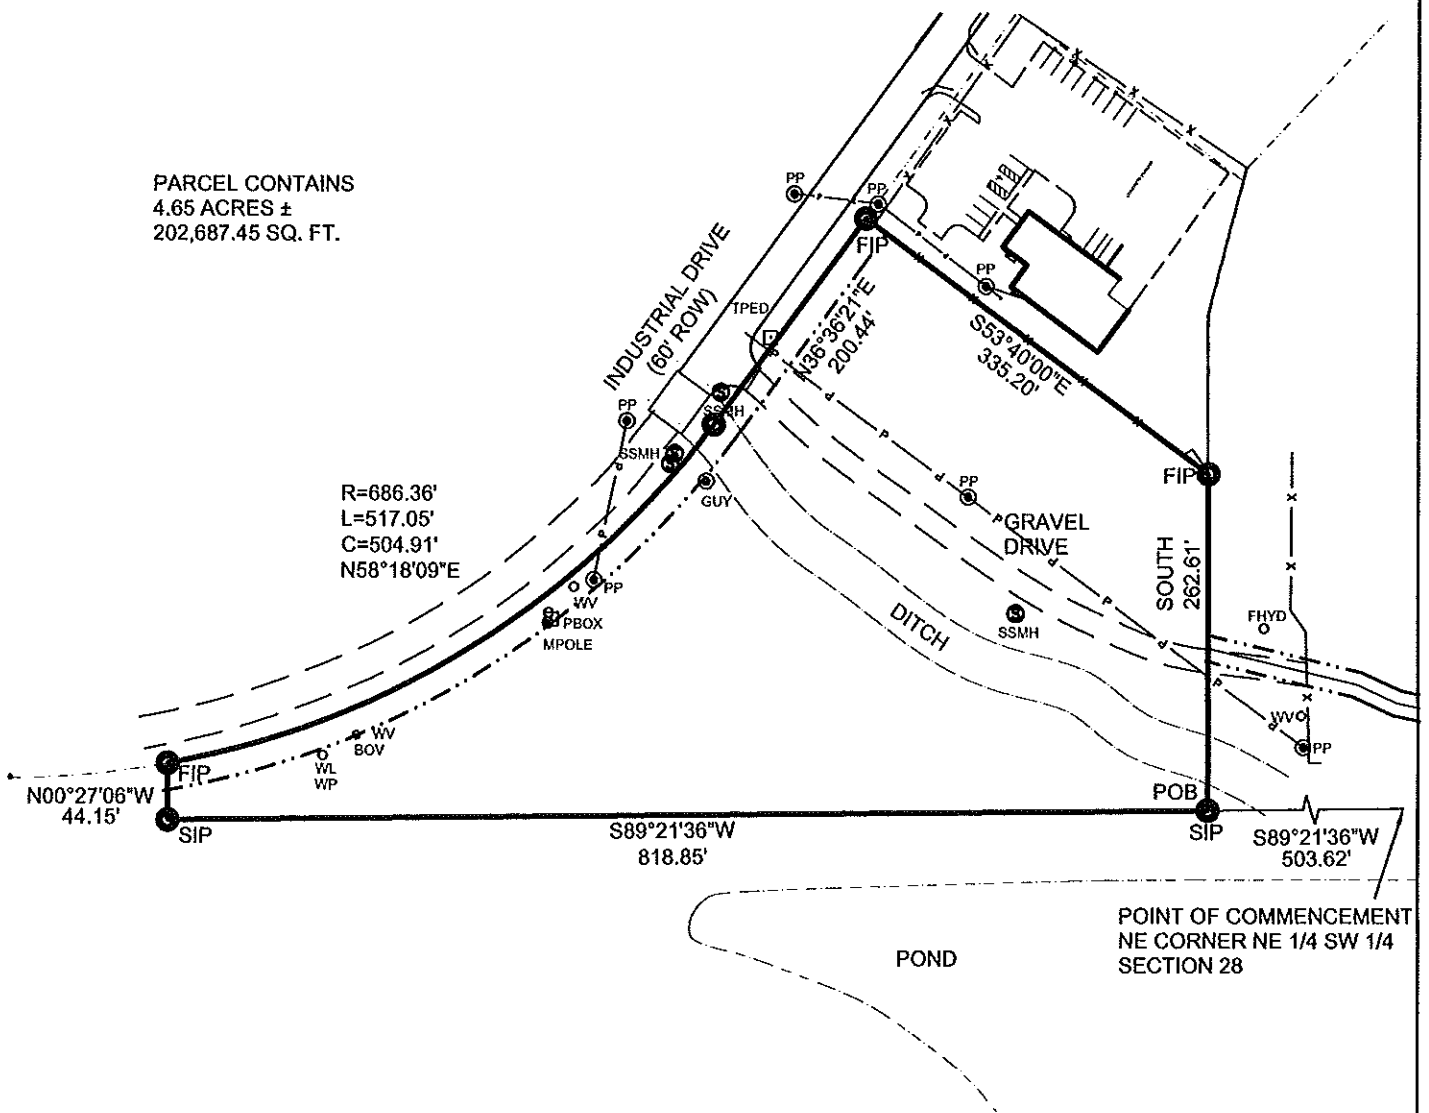 PARCEL CONTAINS
4.65 ACRES ±
202,687.45 SQ. FT.
PP
PP
FIP
INDUSTRIAL DRIVE
(60' ROW)
TPED
N36°36'21"E
200.44'
PP
S53°40'00"E
335.20'
PP
SSMH
SSMH
GUY
R=686.36'
L=517.05'
C=504.91'
N58°18'09"E
PP
GRAVEL
DRIVE
FIP
SOUTH
262.61'
PP
WV
PBOX
MPOLE
DITCH
SSMH
FHYD
WV
PP
WV
BOV
WL
WP
FIP
N00°27'06"W
44.15'
SIP
POB
SIP
S89°21'36"W
818.85'
S89°21'36"W
503.62'
POINT OF COMMENCEMENT
NE CORNER NE 1/4 SW 1/4
SECTION 28
POND